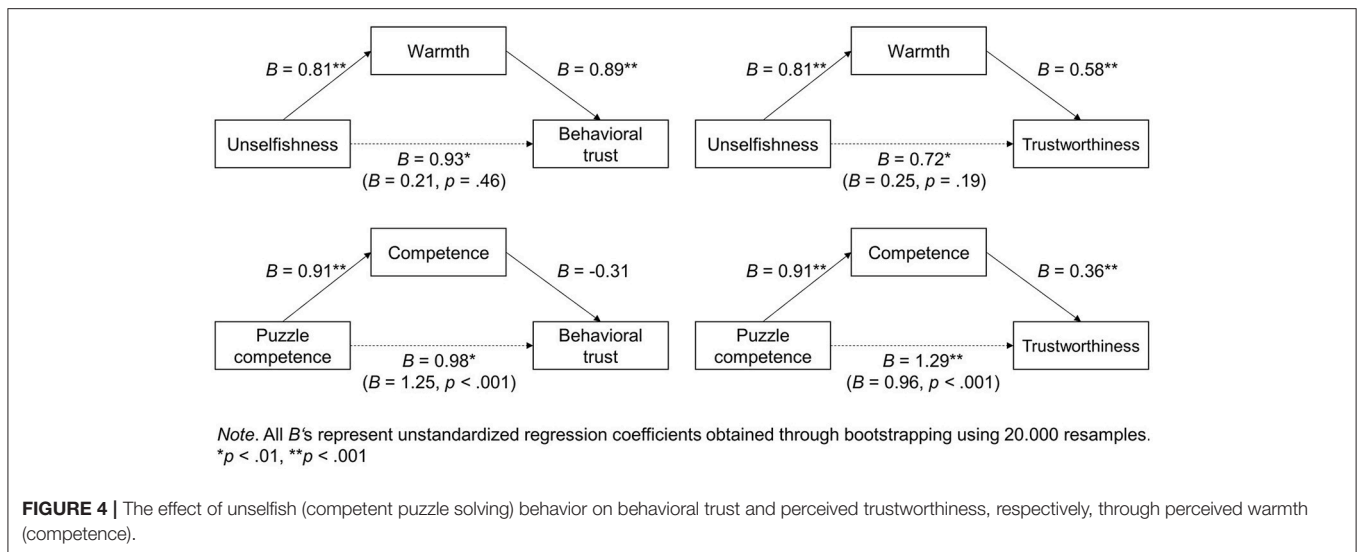 Warmth
B = 0.81**
B = 0.89**
Unselfishness
Behavioral
trust
B = 0.93*
(B = 0.21, p = .46)
Warmth
B = 0.81**
B = 0.58**
Unselfishness
Trustworthiness
B = 0.72*
(B = 0.25, p = .19)
Competence
B = 0.91**
B = -0.31
Puzzle
competence
Behavioral
trust
B = 0.98*
(B = 1.25, p < .001)
Competence
B = 0.91**
B = 0.36**
Puzzle
competence
Trustworthiness
B = 1.29**
(B = 0.96, p < .001)
Note. All B‘s represent unstandardized regression coefficients obtained through bootstrapping using 20.000 resamples.
*p < .01, **p < .001
FIGURE 4 | The effect of unselfish (competent puzzle solving) behavior on behavioral trust and perceived trustworthiness, respectively, through perceived warmth
(competence).